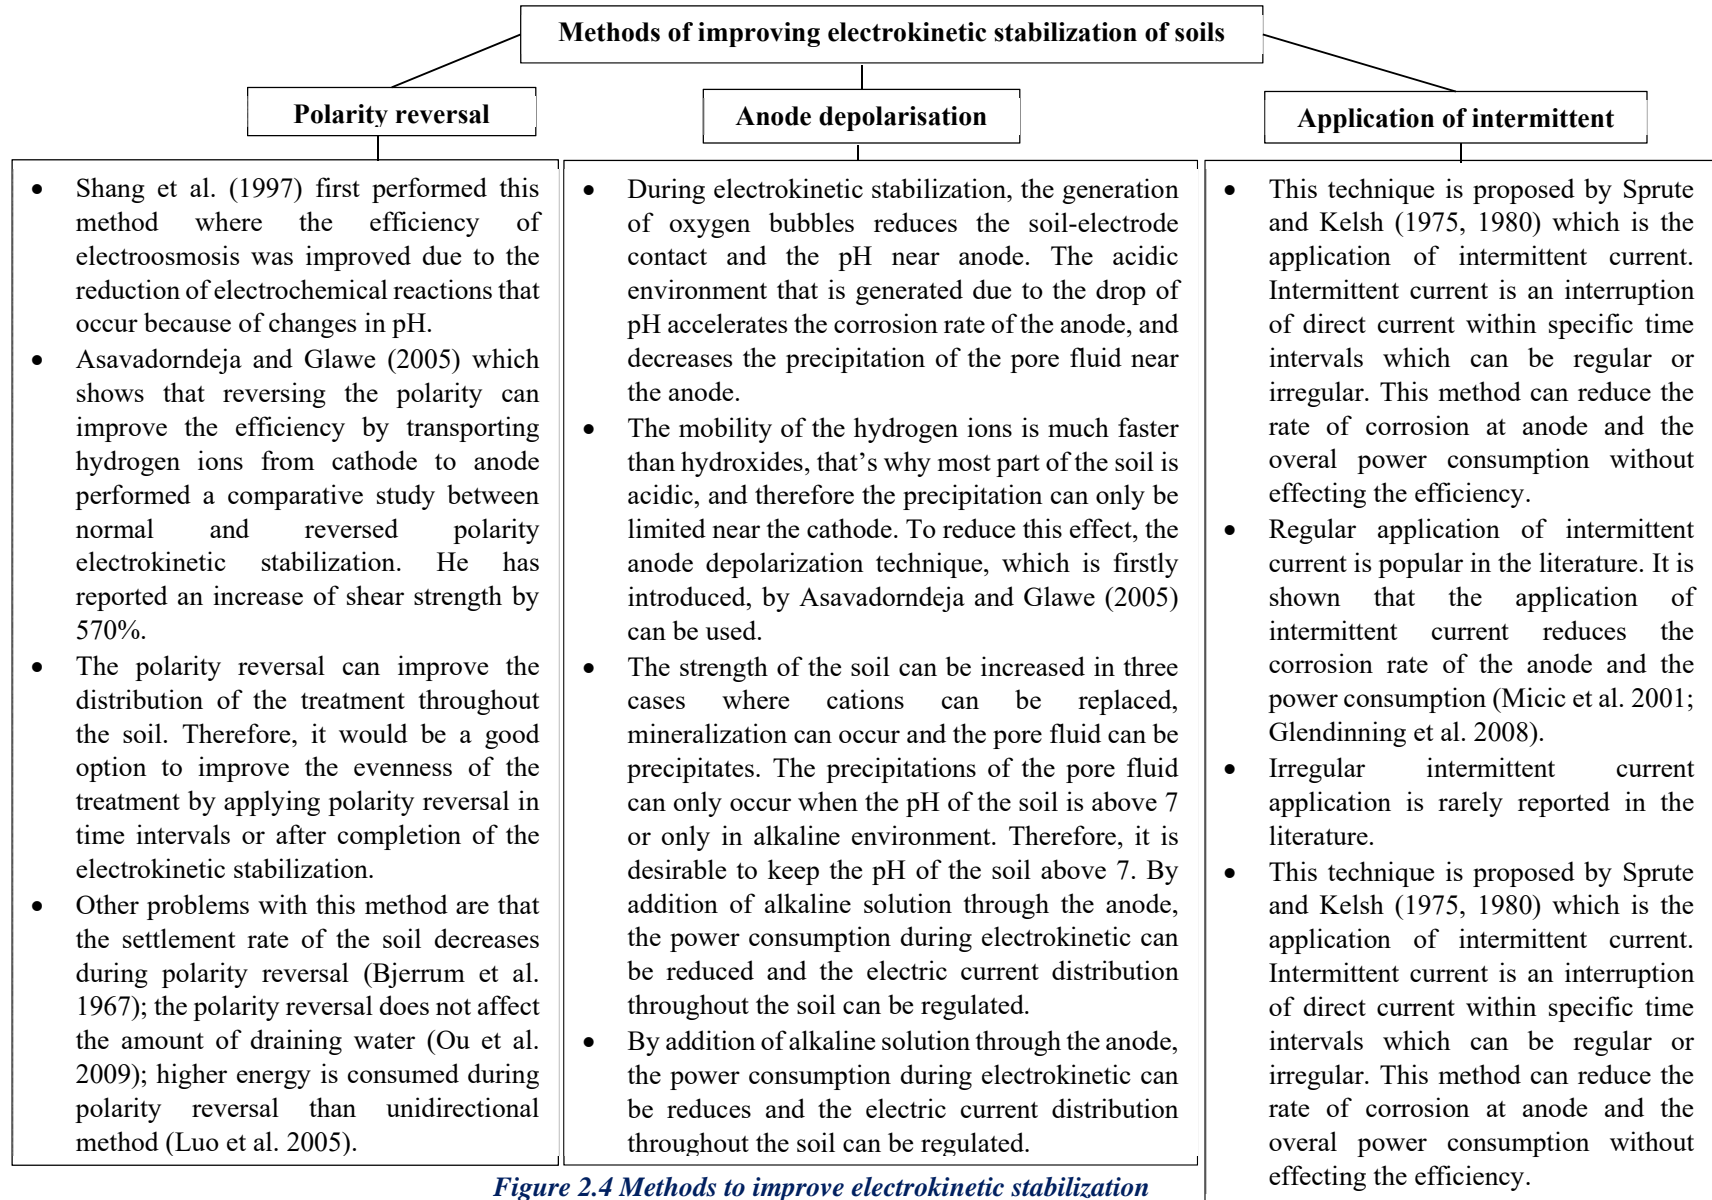 Methods of improving electrokinetic stabilization of soils
Polarity reversal
Anode depolarisation
Application of intermittent
• Shang et al. (1997) first performed this
method where the efficiency of
electroosmosis was improved due to the
reduction of electrochemical reactions that
occur because of changes in pH.
• Asavadorndeja and Glawe (2005) which
shows that reversing the polarity can
improve the efficiency by transporting
hydrogen ions from cathode to anode
performed a comparative study between
normal and reversed polarity
electrokinetic stabilization. He has
reported an increase of shear strength by
570%.
• The polarity reversal can improve the
distribution of the treatment throughout
the soil. Therefore, it would be a good
option to improve the evenness of the
treatment by applying polarity reversal in
time intervals or after completion of the
electrokinetic stabilization.
• Other problems with this method are that
the settlement rate of the soil decreases
during polarity reversal (Bjerrum et al.
1967); the polarity reversal does not affect
the amount of draining water (Ou et al.
2009); higher energy is consumed during
polarity reversal than unidirectional
method (Luo et al. 2005).
• During electrokinetic stabilization, the generation
of oxygen bubbles reduces the soil-electrode
contact and the pH near anode. The acidic
environment that is generated due to the drop of
pH accelerates the corrosion rate of the anode, and
decreases the precipitation of the pore fluid near
the anode.
• The mobility of the hydrogen ions is much faster
than hydroxides, that’s why most part of the soil is
acidic, and therefore the precipitation can only be
limited near the cathode. To reduce this effect, the
anode depolarization technique, which is firstly
introduced, by Asavadorndeja and Glawe (2005)
can be used.
• The strength of the soil can be increased in three
cases where cations can be replaced,
mineralization can occur and the pore fluid can be
precipitates. The precipitations of the pore fluid
can only occur when the pH of the soil is above 7
or only in alkaline environment. Therefore, it is
desirable to keep the pH of the soil above 7. By
addition of alkaline solution through the anode,
the power consumption during electrokinetic can
be reduced and the electric current distribution
throughout the soil can be regulated.
• By addition of alkaline solution through the anode,
the power consumption during electrokinetic can
be reduces and the electric current distribution
throughout the soil can be regulated.
• This technique is proposed by Sprute
and Kelsh (1975, 1980) which is the
application of intermittent current.
Intermittent current is an interruption
of direct current within specific time
intervals which can be regular or
irregular. This method can reduce the
rate of corrosion at anode and the
overal power consumption without
effecting the efficiency.
• Regular application of intermittent
current is popular in the literature. It is
shown that the application of
intermittent current reduces the
corrosion rate of the anode and the
power consumption (Micic et al. 2001;
Glendinning et al. 2008).
• Irregular intermittent current
application is rarely reported in the
literature.
• This technique is proposed by Sprute
and Kelsh (1975, 1980) which is the
application of intermittent current.
Intermittent current is an interruption
of direct current within specific time
intervals which can be regular or
irregular. This method can reduce the
rate of corrosion at anode and the
overal power consumption without
effecting the efficiency.
Figure 2.4 Methods to improve electrokinetic stabilization